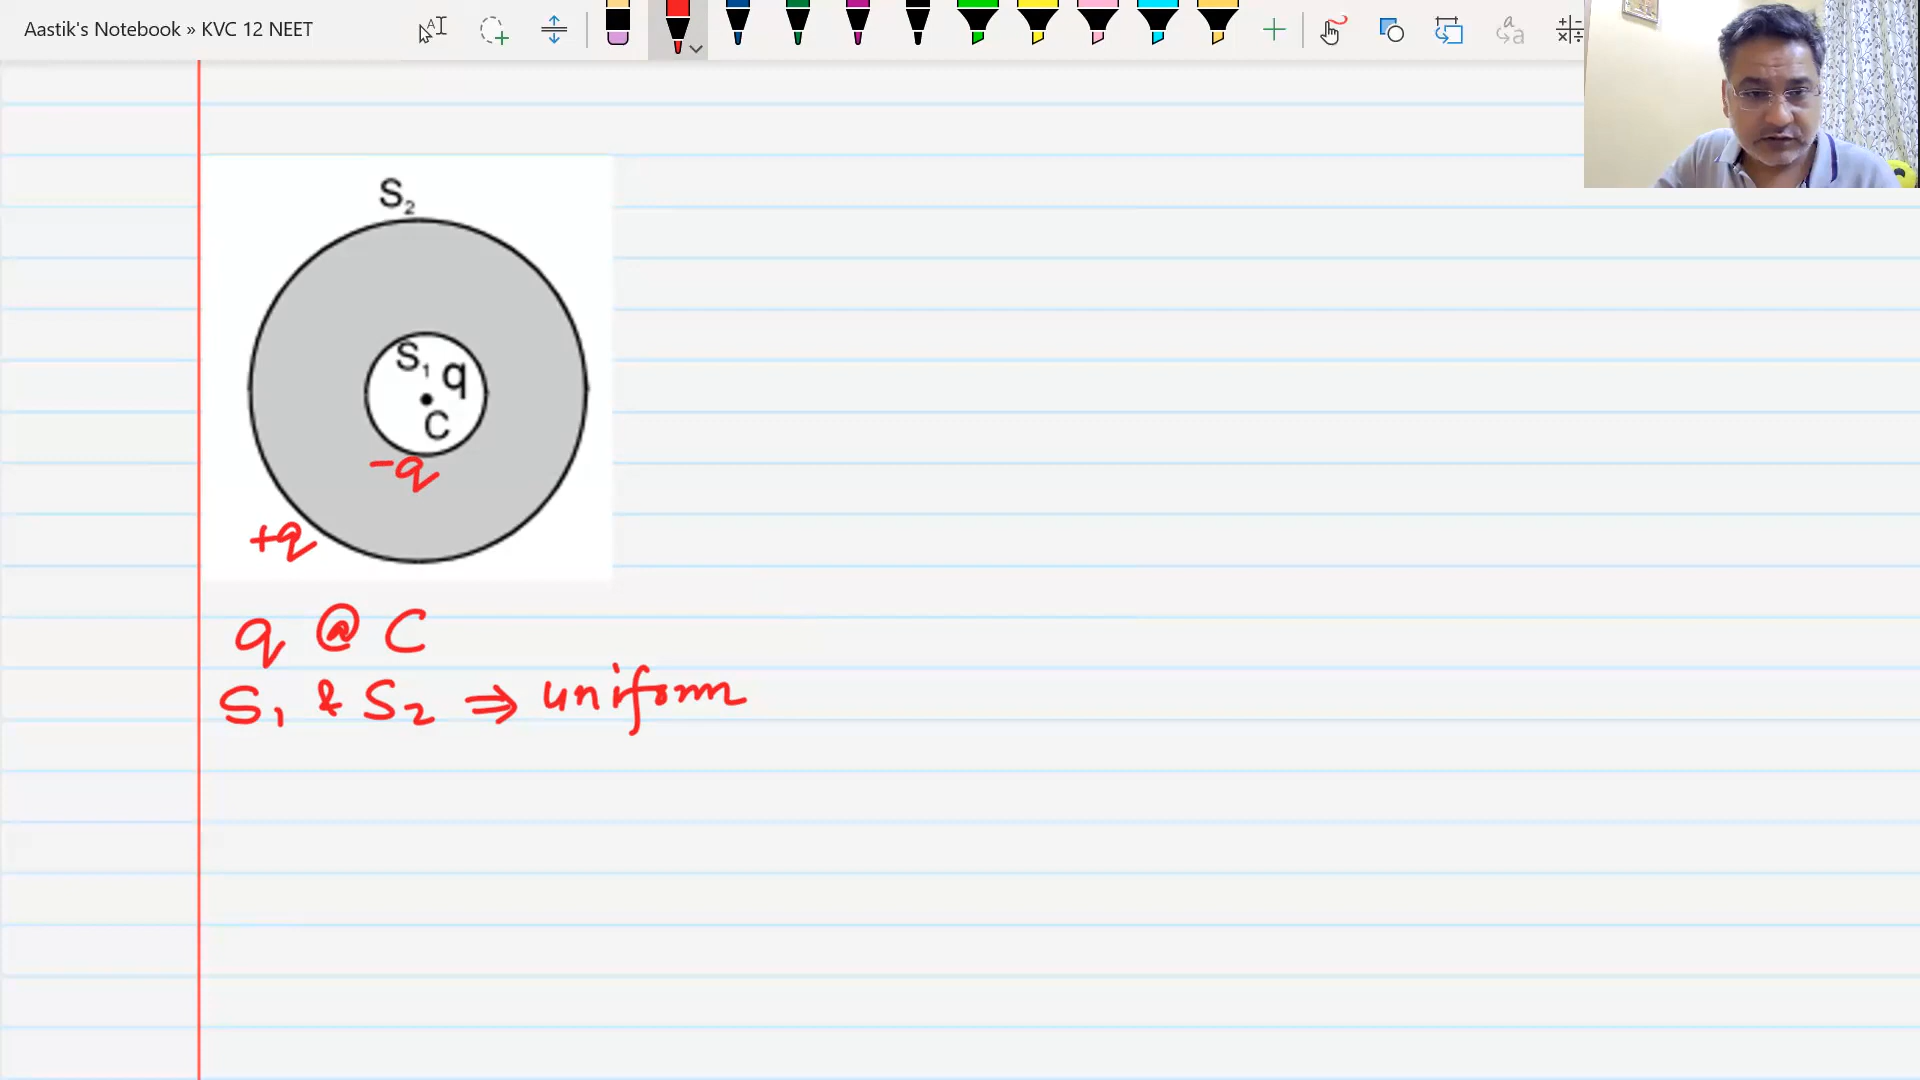 Aastik's Notebook » KVC 12 NEET
S₂
S₁ q
C
-q
+q
q @ C
S₁ & S₂ ⇒ uniform